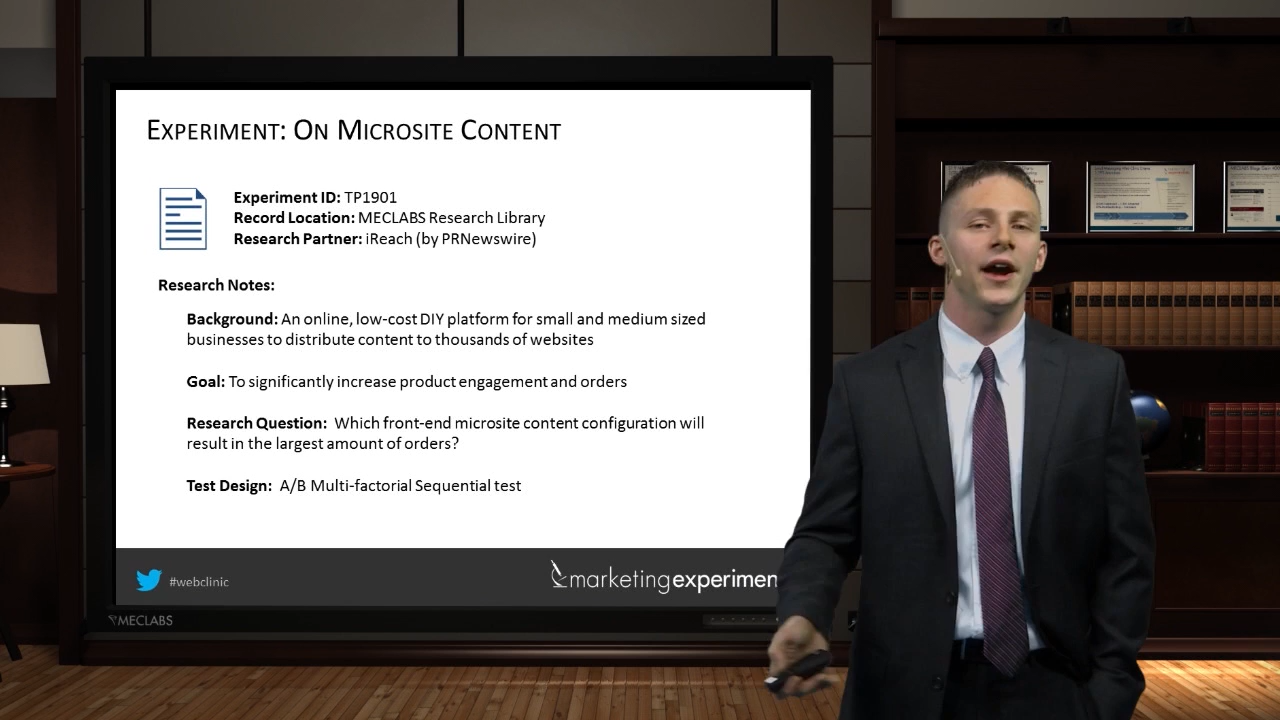 EXPERIMENT: ON MICROSITE CONTENT
Experiment ID: TP1901
Record Location: MECLABS Research Library
Research Partner: iReach (by PRNewswire)
Research Notes:
Background: An online, low-cost DIY platform for small and medium sized
businesses to distribute content to thousands of websites
Goal: To significantly increase product engagement and orders
Research Question: Which front-end microsite content configuration will
result in the largest amount of orders?
Test Design: A/B Multi-factorial Sequential test
#webclinic
marketingexperimen
MECLABS